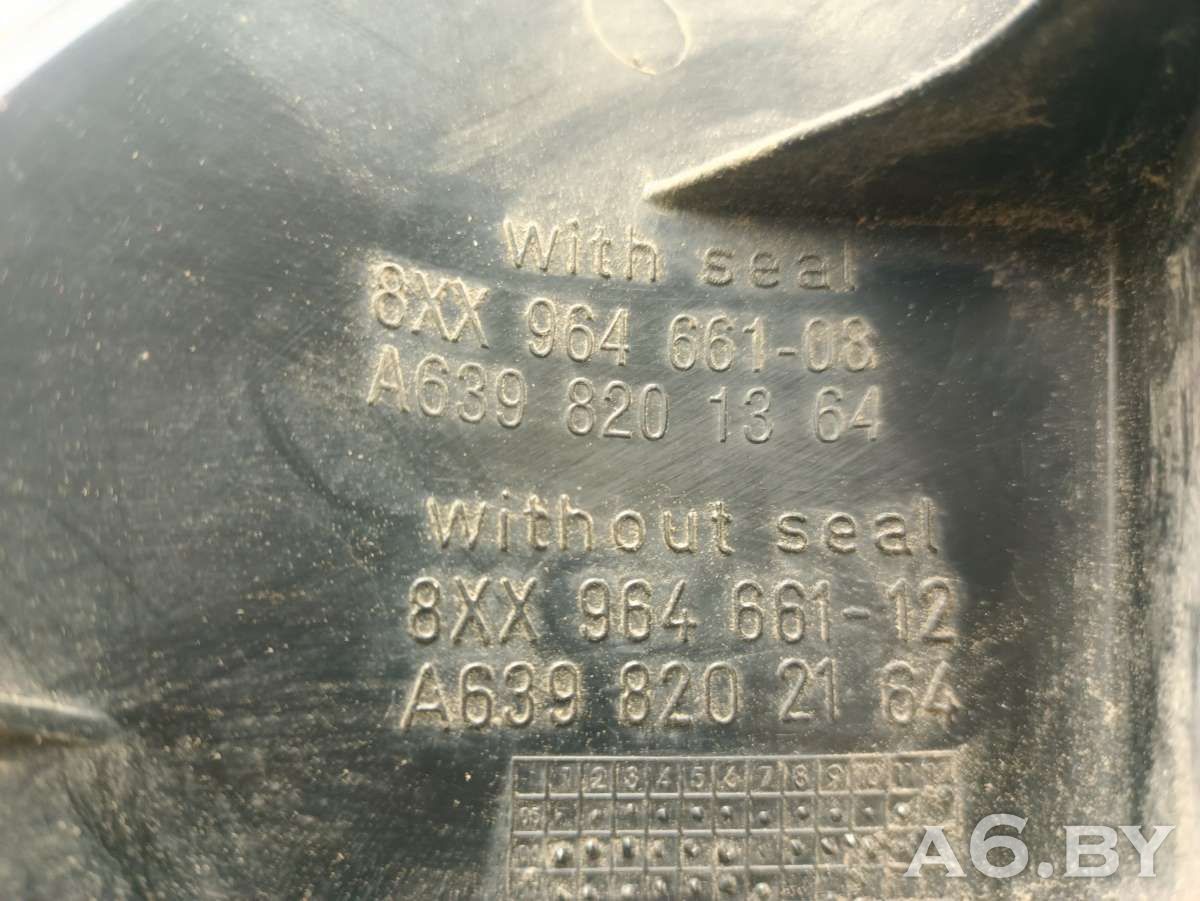 With seal
8XX 964 661-08
A639 820 13 64
Without seal
8XX 964 661-12
A639 820 21 64
1 2 3 4 5 6 7 8 9 10 11 12
A6.BY